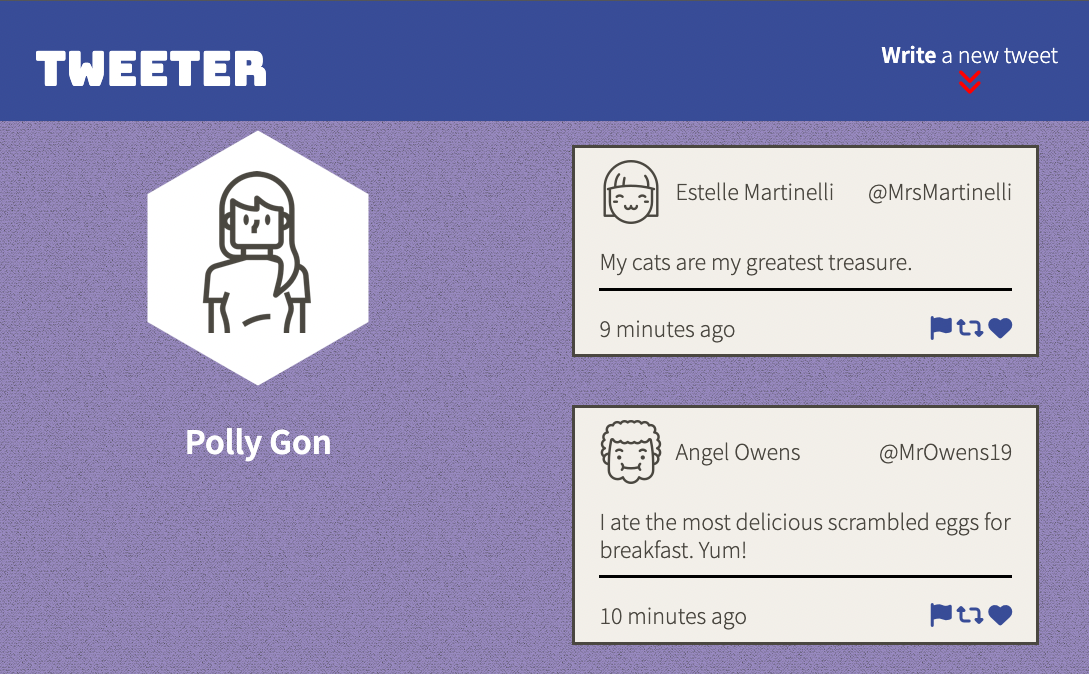 TWEETER
Write a new tweet
Polly Gon
Estelle Martinelli @MrsMartinelli
My cats are my greatest treasure.
9 minutes ago
Angel Owens @MrOwens19
I ate the most delicious scrambled eggs for
breakfast. Yum!
10 minutes ago